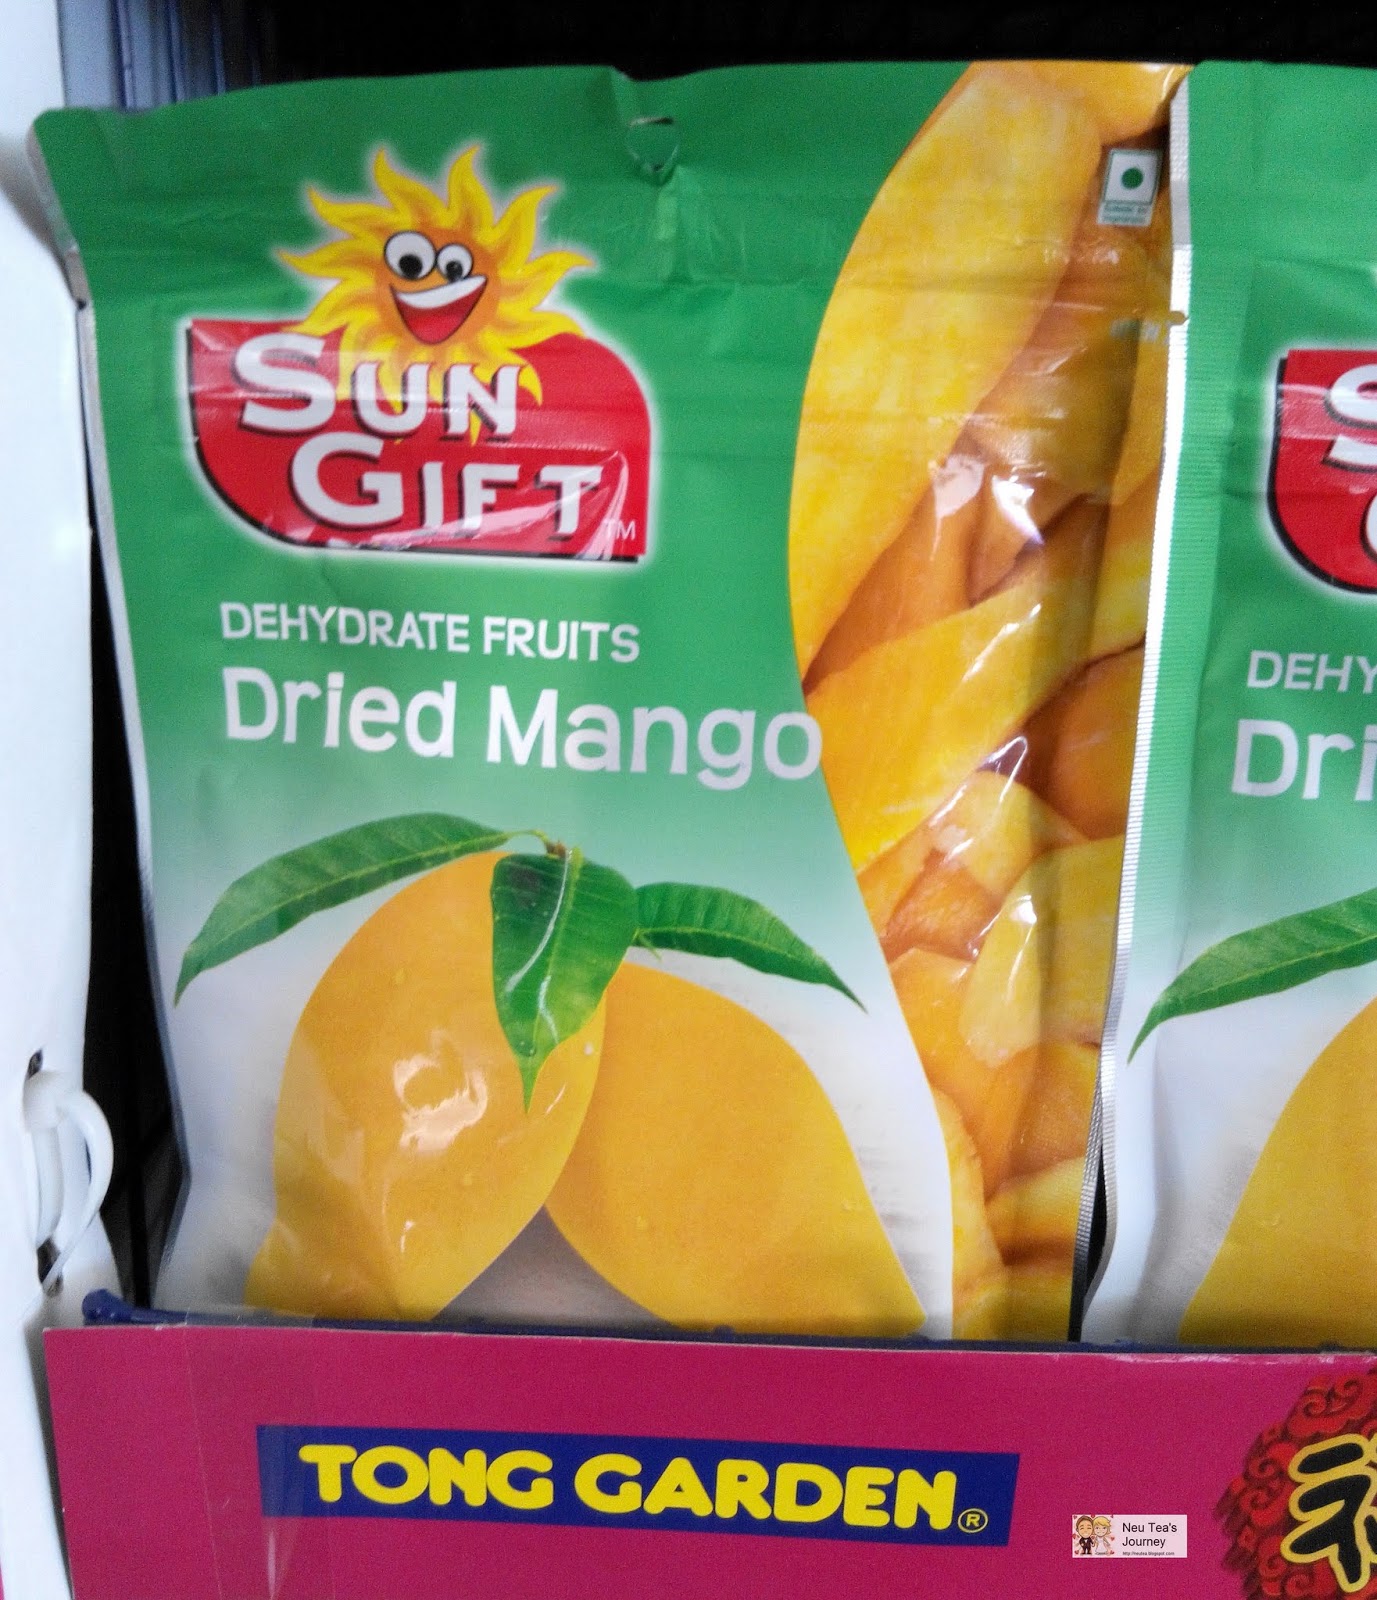 SUN
GIFT TM
DEHYDRATE FRUITS
Dried Mango
DEHY
Dri
TONG GARDEN ®
Neu Tea's
Journey